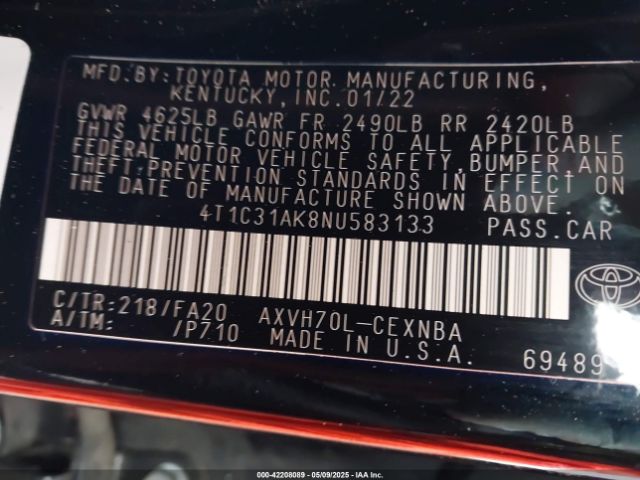 MFD.BY:TOYOTA MOTOR MANUFACTURING,
KENTUCKY, INC. 01/22
GVWR 4625LB GAWR FR 2490LB RR 2420LB
THIS VEHICLE CONFORMS TO ALL APPLICABLE
FEDERAL MOTOR VEHICLE SAFETY, BUMPER, AND
THEFT PREVENTION STANDARDS IN EFFECT ON
THE DATE OF MANUFACTURE SHOWN ABOVE.
4T1C31AK8NU583133 PASS.CAR
C/TR:218/FA20 AXVH70L-CEXNBA
A/TM: /P710 MADE IN U.S.A.
69489
000-42208089 - 05/09/2025 - IAA Inc.